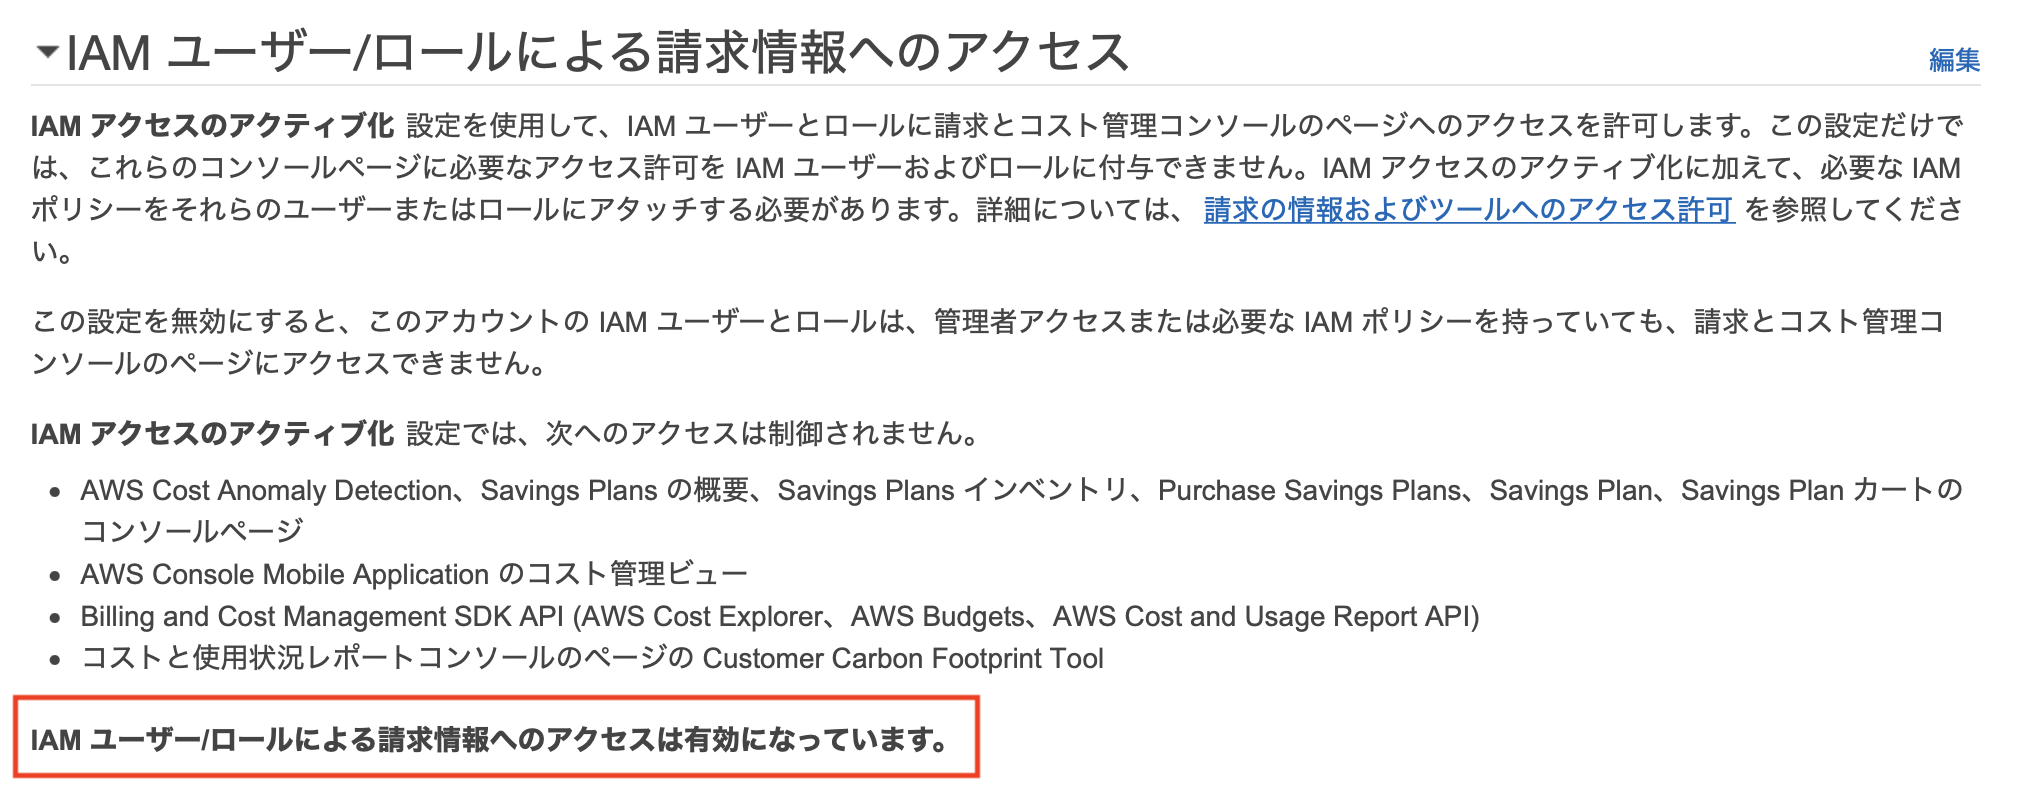 IAM ユーザー/ロールによる請求情報へのアクセス
編集
IAM アクセスのアクティブ化 設定を使用して、IAM ユーザーとロールに請求とコスト管理コンソールのページへのアクセスを許可します。この設定だけで
は、これらのコンソールページに必要なアクセス許可を IAM ユーザーおよびロールに付与できません。IAM アクセスのアクティブ化に加えて、必要な IAM
ポリシーをそれらのユーザーまたはロールにアタッチする必要があります。詳細については、 請求の情報およびツールへのアクセス許可 を参照してくださ
い。
この設定を無効にすると、このアカウントの IAM ユーザーとロールは、管理者アクセスまたは必要な IAM ポリシーを持っていても、請求とコスト管理コ
ンソールのページにアクセスできません。
IAM アクセスのアクティブ化 設定では、次へのアクセスは制御されません。
• AWS Cost Anomaly Detection、Savings Plans の概要、Savings Plans インベントリ、Purchase Savings Plans、Savings Plan、Savings Plan カートの
コンソールページ
• AWS Console Mobile Application のコスト管理ビュー
• Billing and Cost Management SDK API (AWS Cost Explorer、AWS Budgets、AWS Cost and Usage Report API)
• コストと使用状況レポートコンソールのページの Customer Carbon Footprint Tool
IAM ユーザー/ロールによる請求情報へのアクセスは有効になっています。